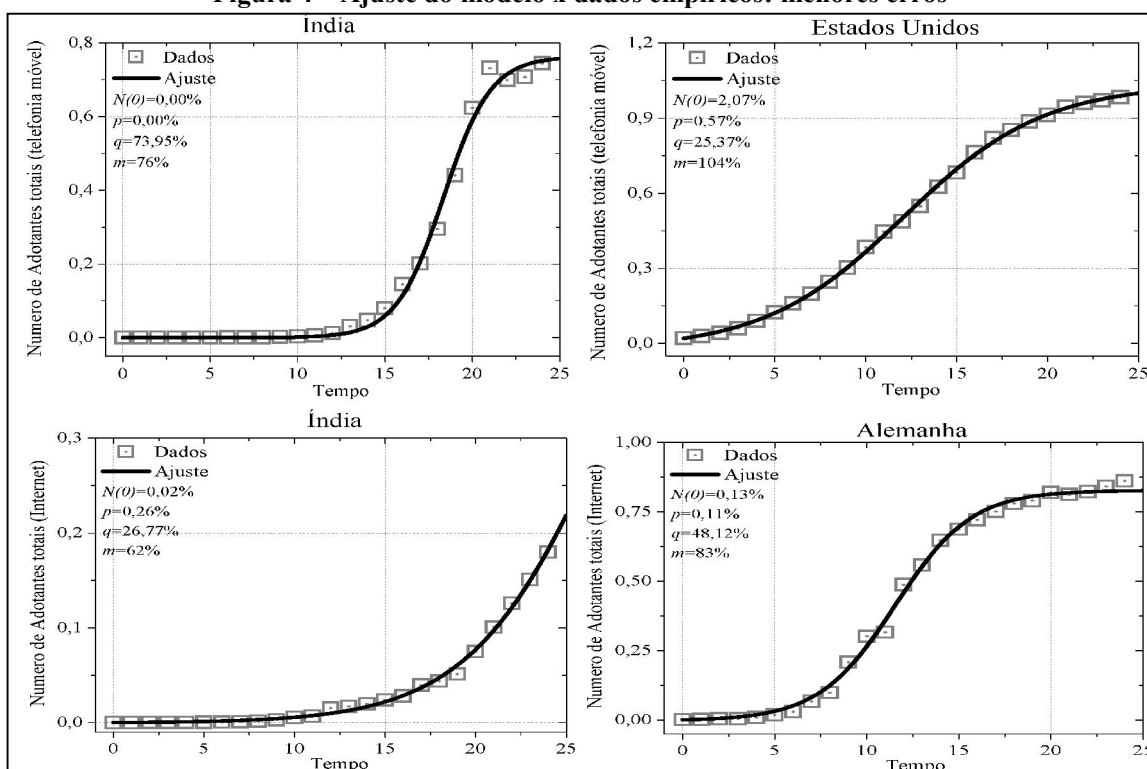 Figura 4 – Ajuste do modelo x dados empíricos: menores erros
Índia
Numero de Adotantes totais (telefonia móvel)
0,8
0,6
0,4
0,2
0,0
Dados
Ajuste
N(0)=0,00%
p=0,00%
q=73,95%
m=76%
0 5 10 15 20 25
Tempo
Estados Unidos
Numero de Adotantes totais (telefonia móvel)
1,2
0,9
0,6
0,3
0,0
Dados
Ajuste
N(0)=2,07%
p=0,57%
q=25,37%
m=104%
0 5 10 15 20 25
Tempo
Índia
Numero de Adotantes totais (Internet)
0,3
0,2
0,1
0,0
Dados
Ajuste
N(0)=0,02%
p=0,26%
q=26,77%
m=62%
0 5 10 15 20 25
Tempo
Alemanha
Numero de Adotantes totais (Internet)
1,00
0,75
0,50
0,25
0,00
Dados
Ajuste
N(0)=0,13%
p=0,11%
q=48,12%
m=83%
0 5 10 15 20 25
Tempo